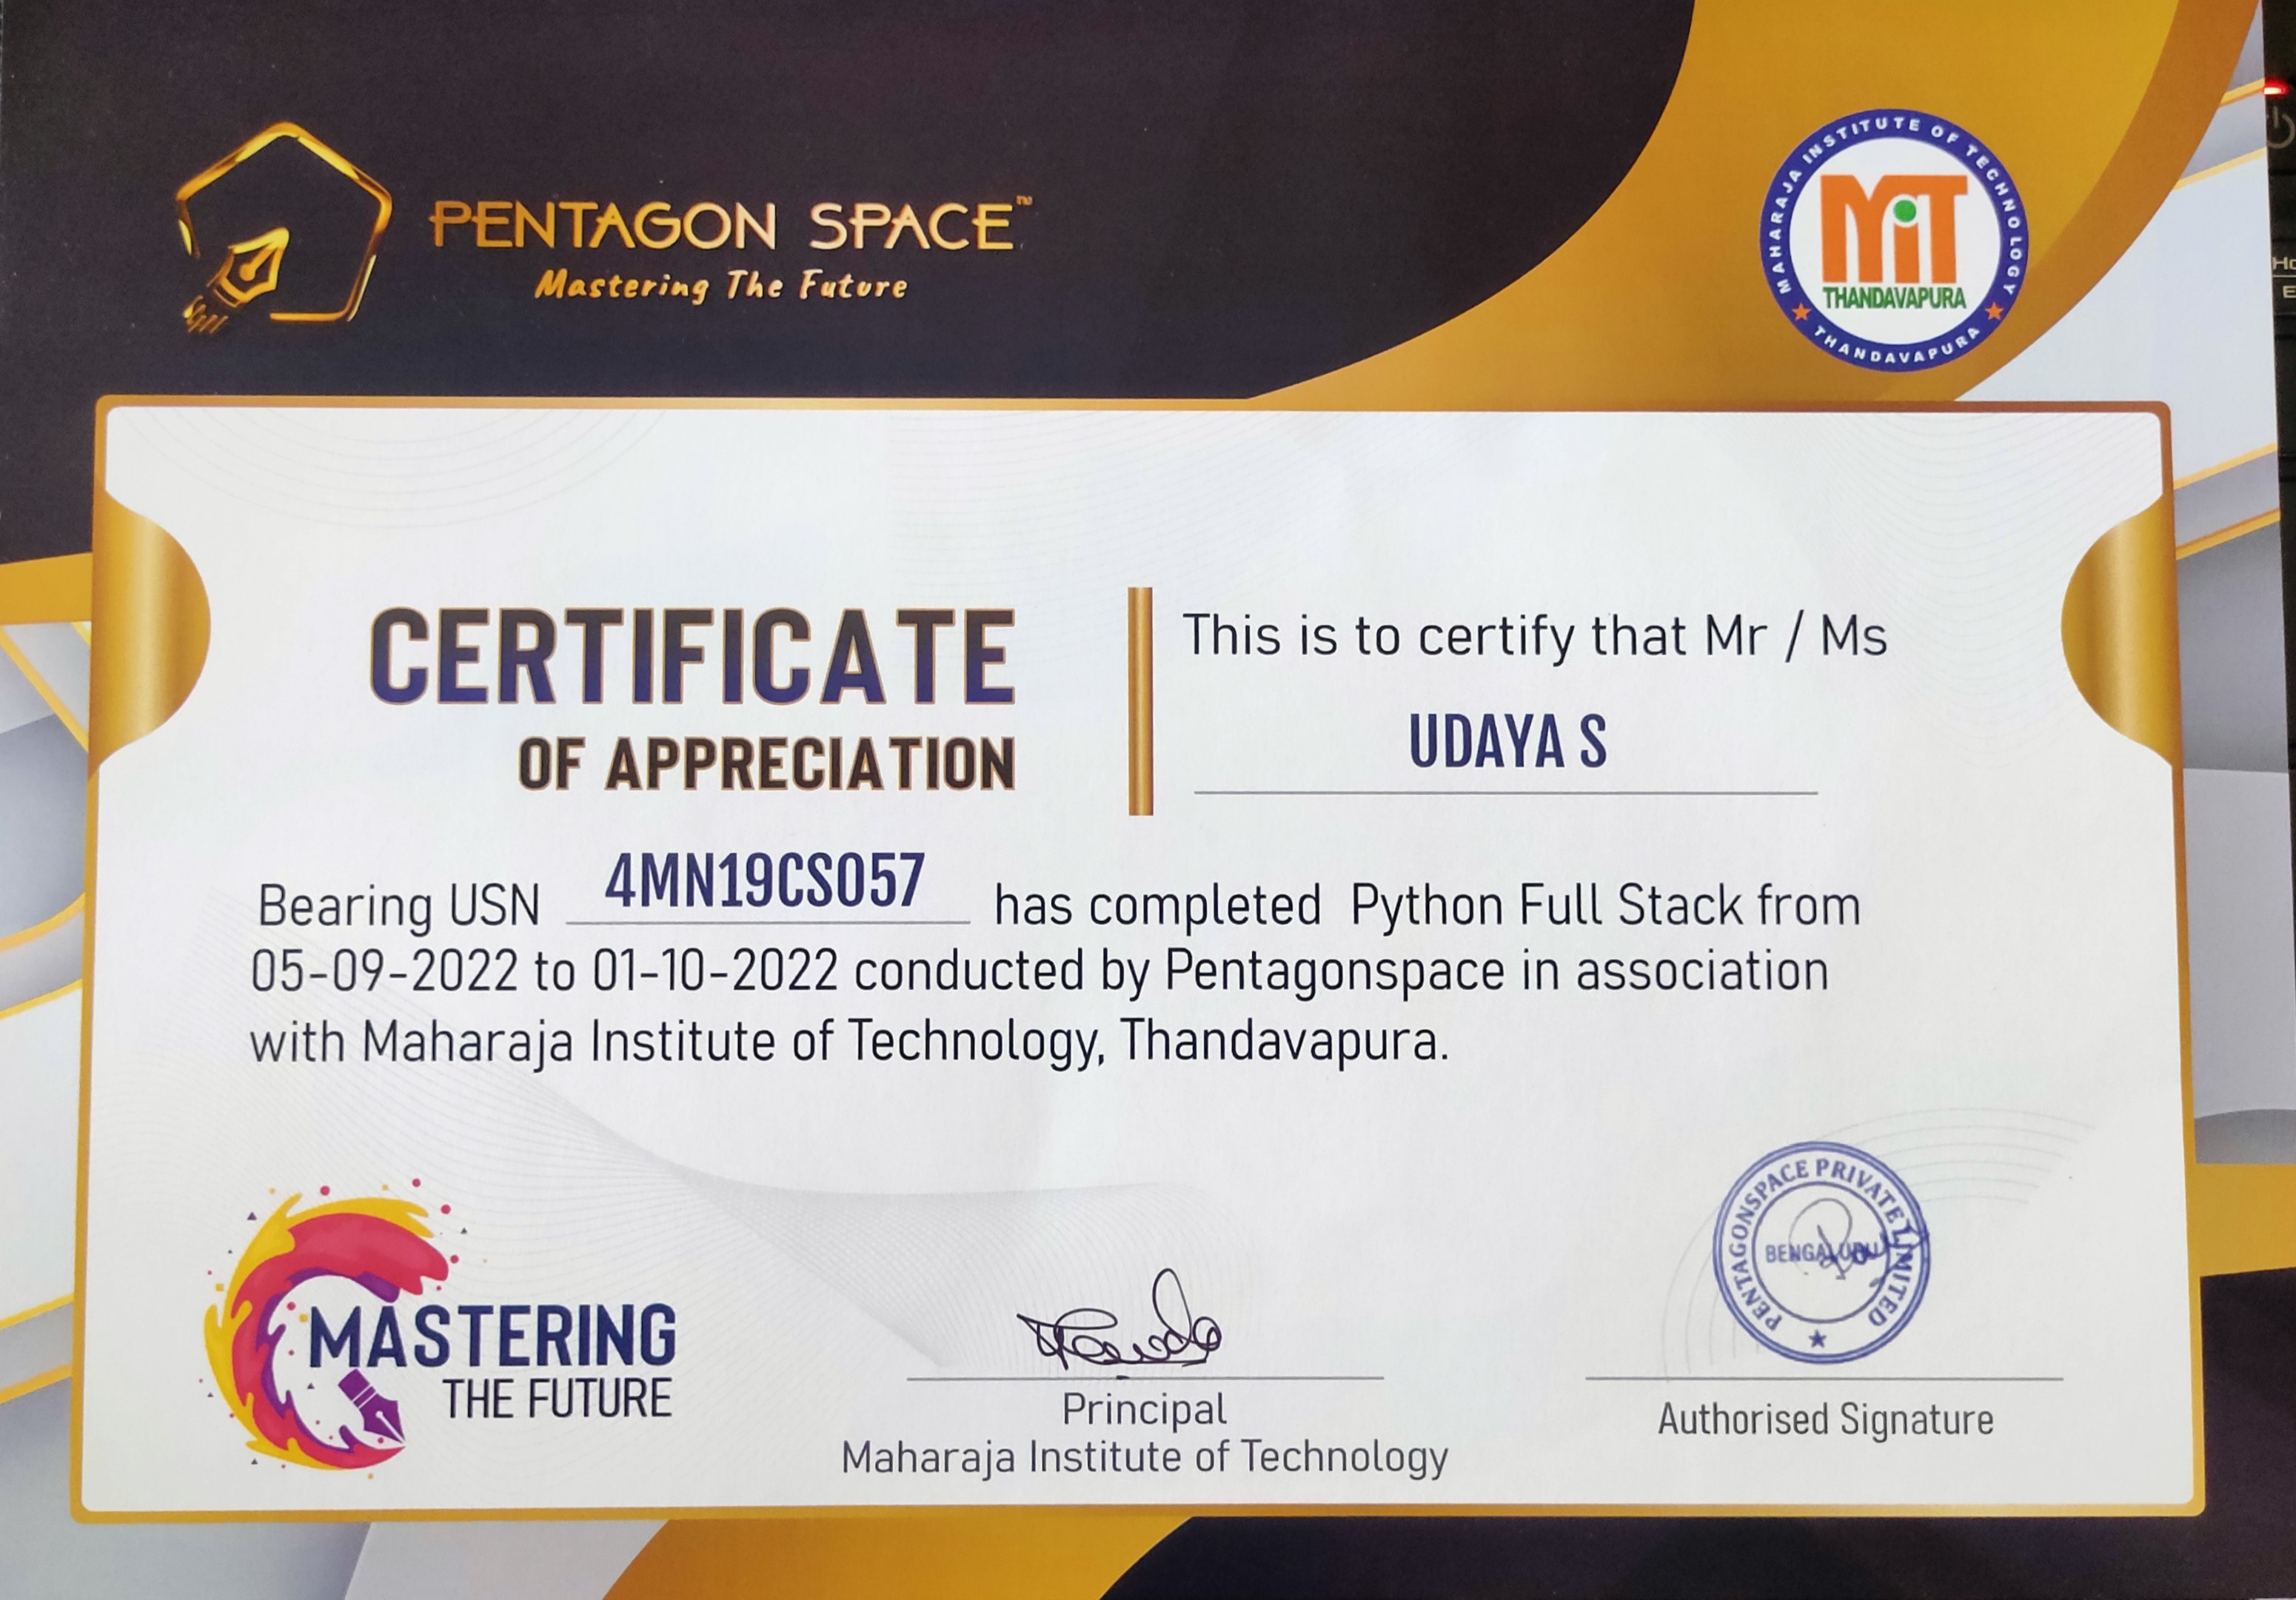 PENTAGON SPACE™
Mastering The Future
MAHARAJA INSTITUTE OF TECHNOLOGY
MiT
THANDAVAPURA
★ THANDAVAPURA ★
CERTIFICATE
OF APPRECIATION
This is to certify that Mr / Ms
UDAYA S
Bearing USN 4MN19CS057 has completed Python Full Stack from
05-09-2022 to 01-10-2022 conducted by Pentagonspace in association
with Maharaja Institute of Technology, Thandavapura.
MASTERING
THE FUTURE
Principal
Maharaja Institute of Technology
PENTAGONSPACE PRIVATE LIMITED
BENGALURU
★
Authorised Signature